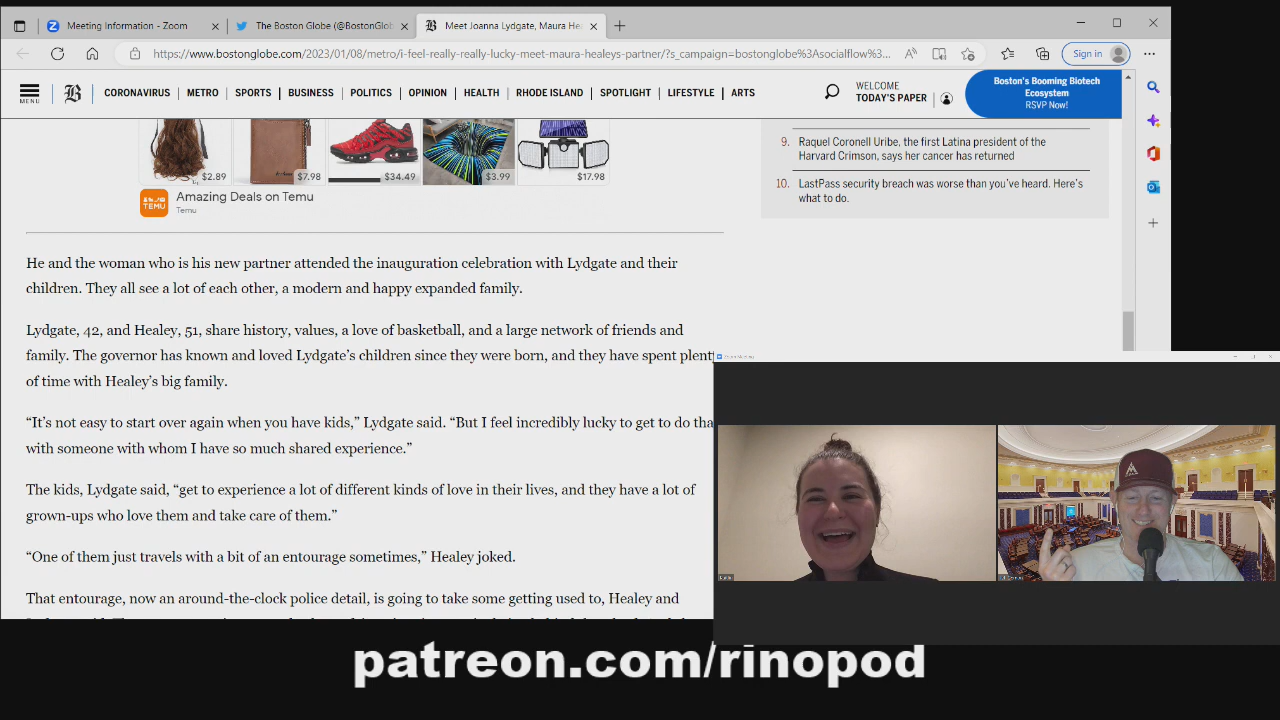 Meeting Information - Zoom
The Boston Globe (@BostonGlob
Meet Joanna Lydgate, Maura Hea
https://www.bostonglobe.com/2023/01/08/metro/i-feel-really-really-lucky-meet-maura-healeys-partner/?s_campaign=bostonglobe%3Asocialflow%3...
Sign in
MENU
B
CORONAVIRUS
METRO
SPORTS
BUSINESS
POLITICS
OPINION
HEALTH
RHODE ISLAND
SPOTLIGHT
LIFESTYLE
ARTS
WELCOME
TODAY'S PAPER
Boston's Booming Biotech
Ecosystem
RSVP Now!
$2.89
$7.98
$34.49
$3.99
$17.98
TEMU
Amazing Deals on Temu
Temu
9. Raquel Coronell Uribe, the first Latina president of the
Harvard Crimson, says her cancer has returned
10. LastPass security breach was worse than you've heard. Here's
what to do.
He and the woman who is his new partner attended the inauguration celebration with Lydgate and their
children. They all see a lot of each other, a modern and happy expanded family.
Lydgate, 42, and Healey, 51, share history, values, a love of basketball, and a large network of friends and
family. The governor has known and loved Lydgate's children since they were born, and they have spent plent
of time with Healey's big family.
“It's not easy to start over again when you have kids,” Lydgate said. “But I feel incredibly lucky to get to do tha
with someone with whom I have so much shared experience.”
The kids, Lydgate said, “get to experience a lot of different kinds of love in their lives, and they have a lot of
grown-ups who love them and take care of them.”
“One of them just travels with a bit of an entourage sometimes,” Healey joked.
That entourage, now an around-the-clock police detail, is going to take some getting used to, Healey and
Zoom Meeting
patreon.com/rinopod